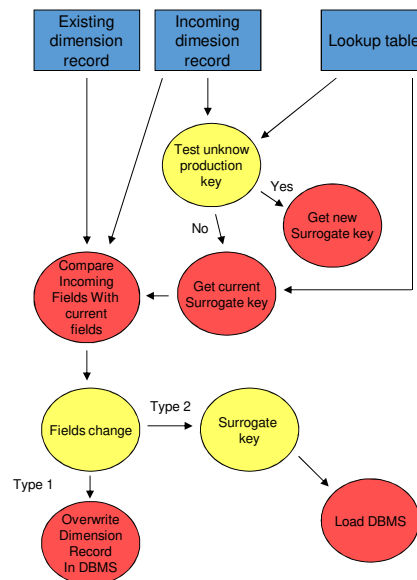 Existing
dimension
record
Incoming
dimesion
record
Lookup table
Test unknow
production
key
Yes
No
Get new
Surrogate key
Compare
Incoming
Fields With
current
fields
Get current
Surrogate key
Fields change
Type 2
Surrogate
key
Type 1
Overwrite
Dimension
Record
In DBMS
Load DBMS